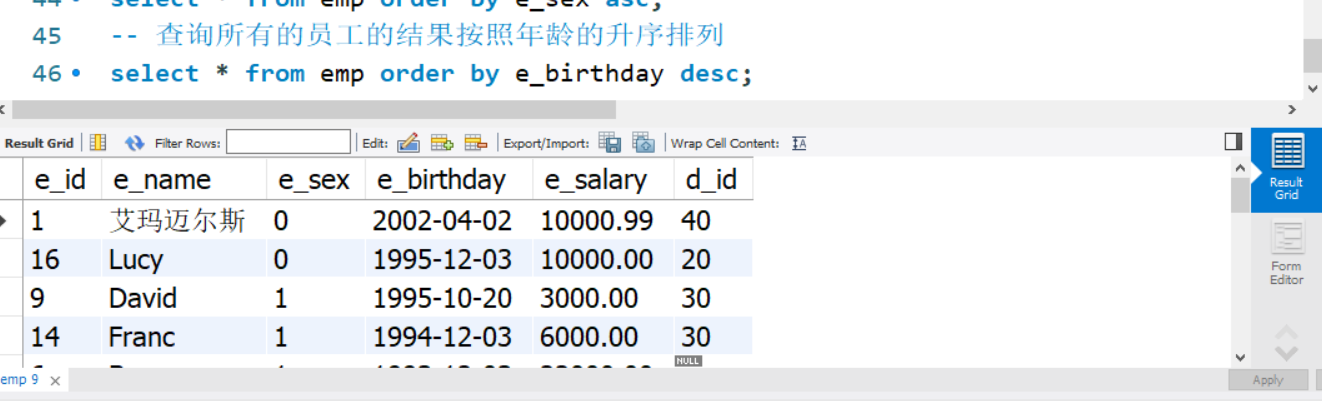 44 select * from emp order by e_sex asc;
45 -- 查询所有的员工的结果按照年龄的升序排列
46 select * from emp order by e_birthday desc;
Result Grid Filter Rows: Edit: Export/Import: Wrap Cell Content:
e_id e_name e_sex e_birthday e_salary d_id
1 艾玛迈尔斯 0 2002-04-02 10000.99 40
16 Lucy 0 1995-12-03 10000.00 20
9 David 1 1995-10-20 3000.00 30
14 Franc 1 1994-12-03 6000.00 30
NULL
Result
Grid
Form
Editor
emp 9
Apply